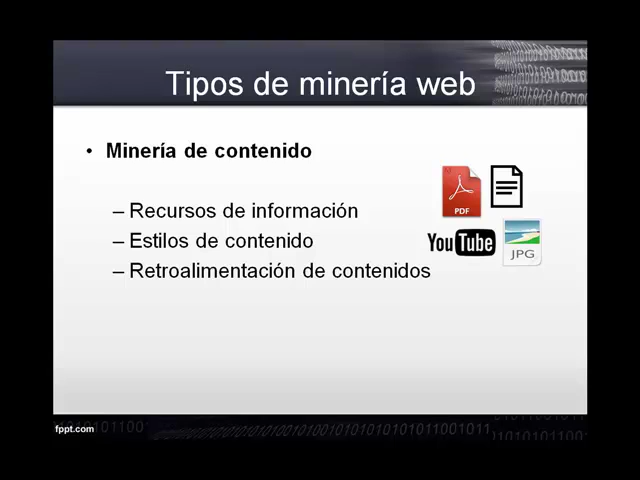 Tipos de minería web
• Minería de contenido
– Recursos de información
– Estilos de contenido
– Retroalimentación de contenidos
PDF
YouTube
JPG
fppt.com